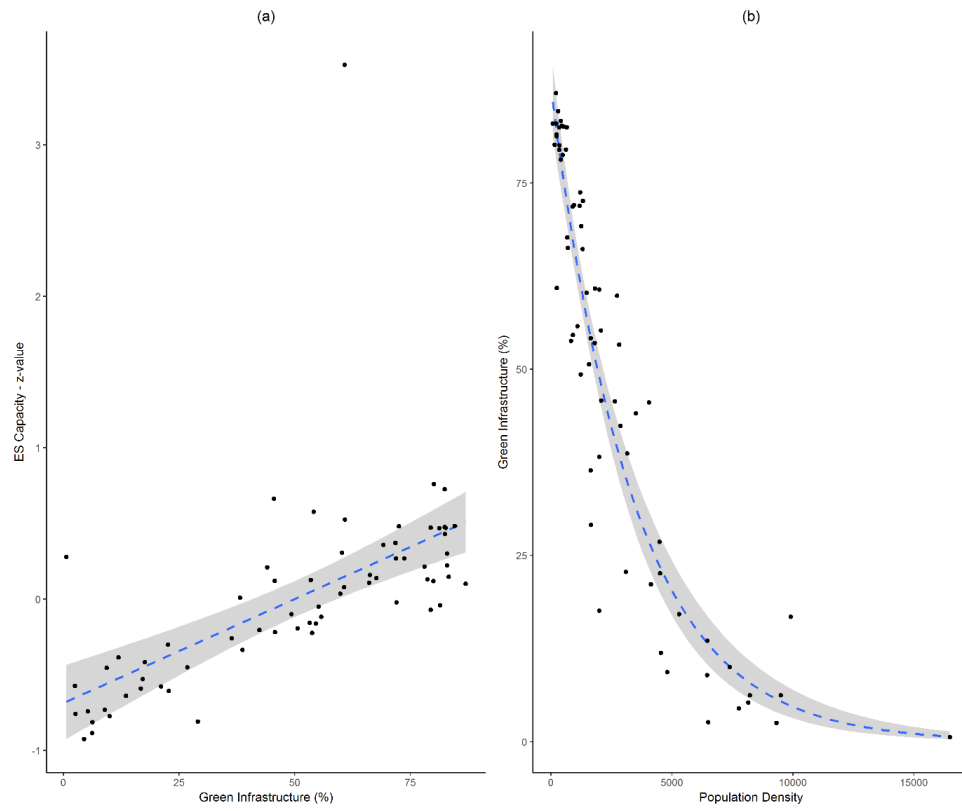 (a)
ES Capacity - z-value
3
2
1
0
-1
0
25
50
75
Green Infrastructure (%)
(b)
Green Infrastructure (%)
75
50
25
0
0
5000
10000
15000
Population Density